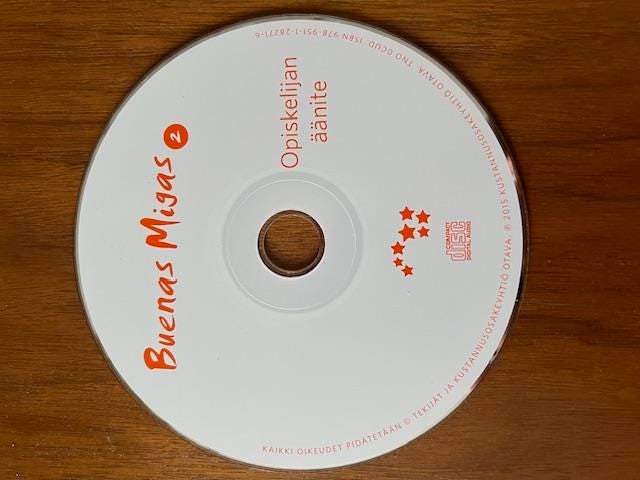 Buenas Migas 2
Opiskelijan
äänite
COMPACT
disc
DIGITAL AUDIO
KAIKKI OIKEUDET PIDÄTETÄÄN © TEKIJÄT JA KUSTANNUSOSAKEYHTIÖ OTAVA, ℗ 2015 KUSTANNUSOSAKEYHTIÖ OTAVA. TNO OCUD. ISBN 978-951-1-28271-6